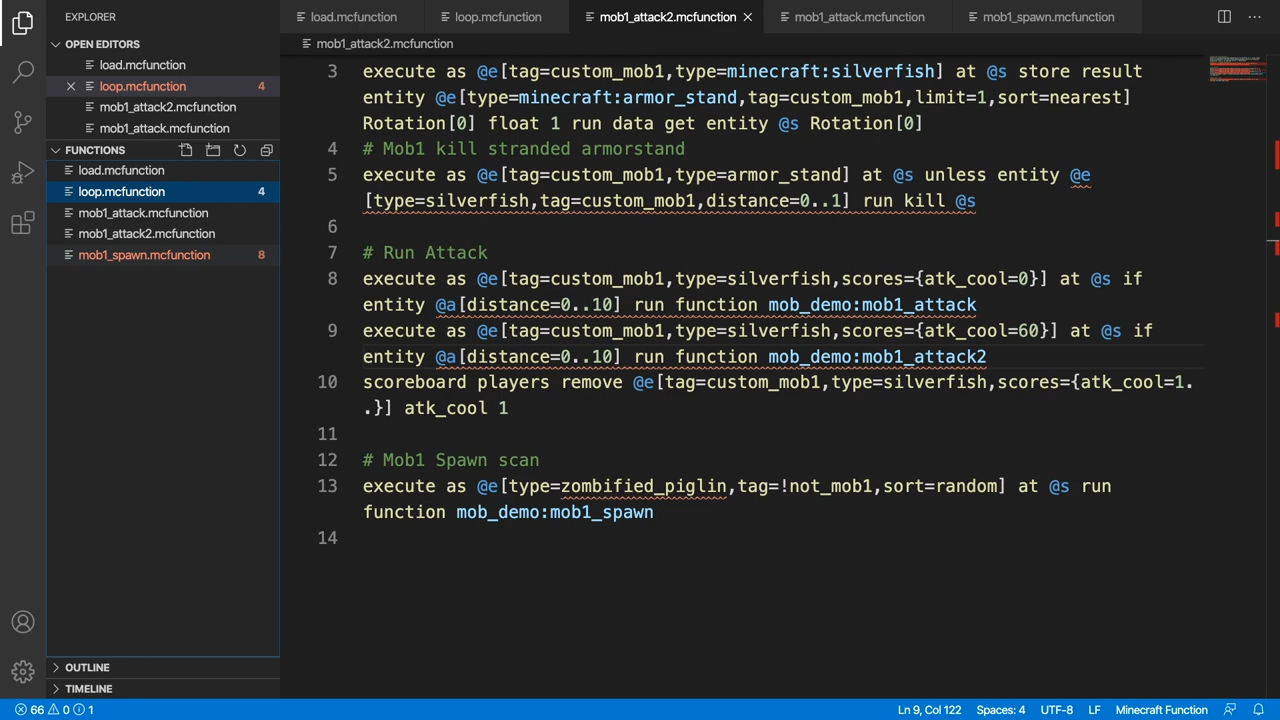 EXPLORER
load.mcfunction
loop.mcfunction
mob1_attack2.mcfunction
mob1_attack.mcfunction
mob1_spawn.mcfunction
OPEN EDITORS
load.mcfunction
loop.mcfunction 4
mob1_attack2.mcfunction
mob1_attack.mcfunction
FUNCTIONS
load.mcfunction
loop.mcfunction 4
mob1_attack.mcfunction
mob1_attack2.mcfunction
mob1_spawn.mcfunction 8
OUTLINE
TIMELINE
mob1_attack2.mcfunction
3 execute as @e[tag=custom_mob1,type=minecraft:silverfish] at @s store result
entity @e[type=minecraft:armor_stand,tag=custom_mob1,limit=1,sort=nearest]
Rotation[0] float 1 run data get entity @s Rotation[0]
4 # Mob1 kill stranded armorstand
5 execute as @e[tag=custom_mob1,type=armor_stand] at @s unless entity @e
[type=silverfish,tag=custom_mob1,distance=0..1] run kill @s
6
7 # Run Attack
8 execute as @e[tag=custom_mob1,type=silverfish,scores={atk_cool=0}] at @s if
entity @a[distance=0..10] run function mob_demo:mob1_attack
9 execute as @e[tag=custom_mob1,type=silverfish,scores={atk_cool=60}] at @s if
entity @a[distance=0..10] run function mob_demo:mob1_attack2
10 scoreboard players remove @e[tag=custom_mob1,type=silverfish,scores={atk_cool=1.
.}] atk_cool 1
11
12 # Mob1 Spawn scan
13 execute as @e[type=zombified_piglin,tag=!not_mob1,sort=random] at @s run
function mob_demo:mob1_spawn
14
66 0 1
Ln 9, Col 122
Spaces: 4
UTF-8
LF
Minecraft Function